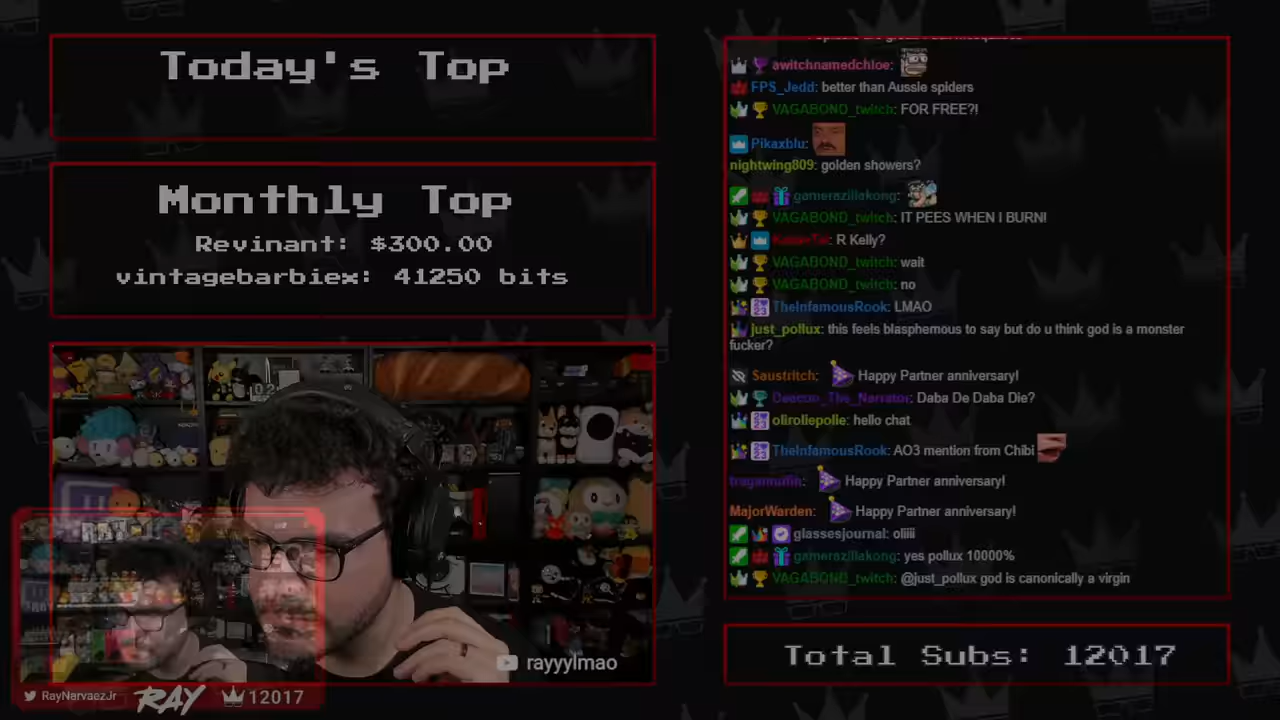 Today's Top
Monthly Top
Revinant: $300.00
vintagebarbiex: 41250 bits
rayyylmao
RayNarvaezJr
RAY
12017
awitchnamedchloe:
FPS_Jedd: better than Aussie spiders
VAGABOND_twitch: FOR FREE?!
Pikaxblu:
nightwing809: golden showers?
gamerazillakong:
VAGABOND_twitch: IT PEES WHEN I BURN!
R Kelly?
VAGABOND_twitch: wait
VAGABOND_twitch: no
TheInfamousRook: LMAO
just_pollux: this feels blasphemous to say but do u think god is a monster
fucker?
Saustritch: Happy Partner anniversary!
Deacon_The_Narrator: Daba De Daba Die?
oliroliepolie: hello chat
TheInfamousRook: AO3 mention from Chibi
Happy Partner anniversary!
MajorWarden: Happy Partner anniversary!
glassesjournal: oliiii
gamerazillakong: yes pollux 10000%
VAGABOND_twitch: @just_pollux god is canonically a virgin
Total Subs: 12017